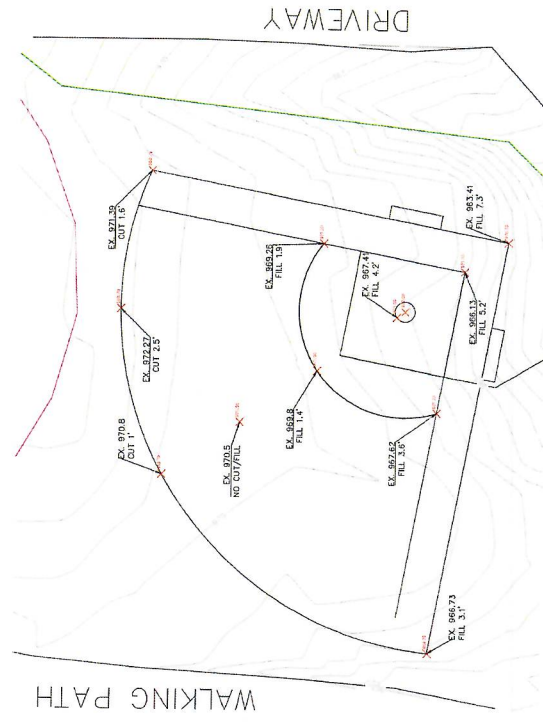 DRIVEWAY
EX. 971.39
CUT 1.6'
EX. 972.27
CUT 2.5'
EX. 970.8
CUT 1'
EX. 969.26
FILL 1.9'
EX. 970.5
NO CUT/FILL
EX. 969.8
FILL 1.4'
EX. 967.41
FILL 4.2'
EX. 963.41
FILL 7.3'
EX. 966.13
FILL 5.2'
EX. 967.62
FILL 3.6'
EX. 966.73
FILL 3.1'
WALKING PATH